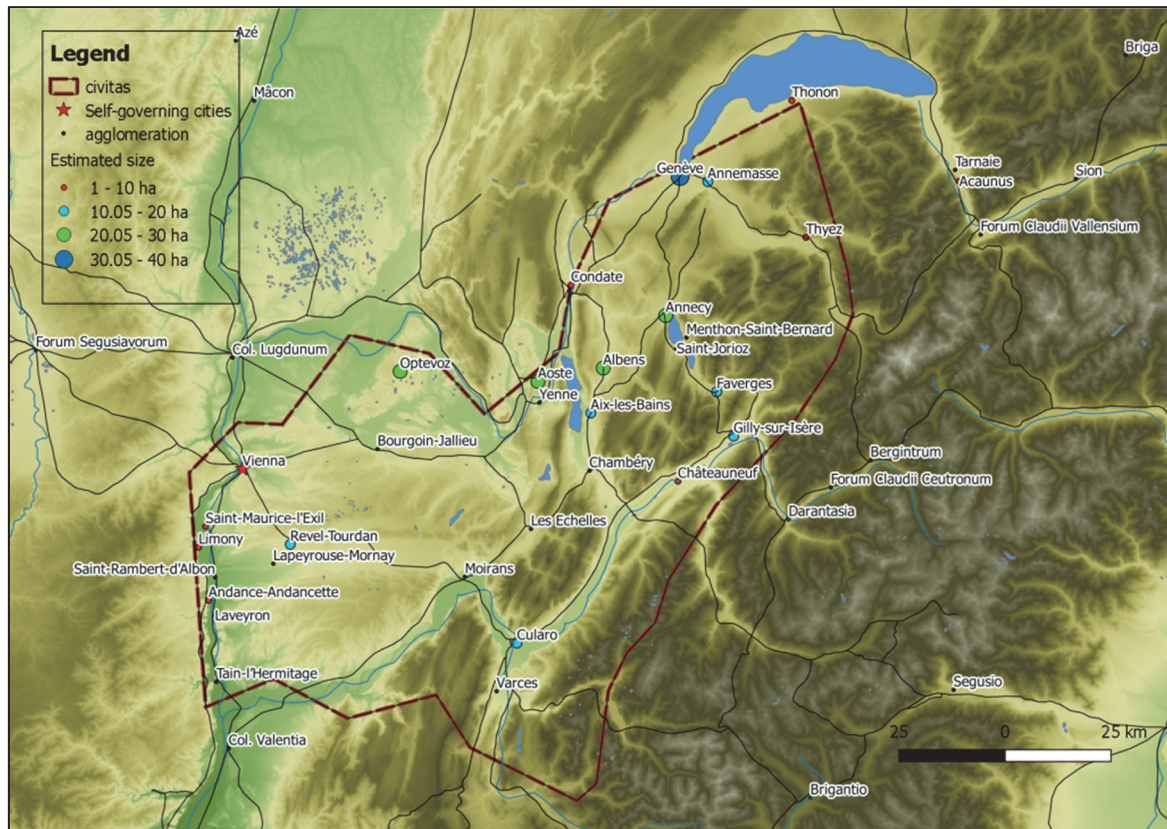 Azé
Legend
civitas
Self-governing cities
agglomeration
Estimated size
1 - 10 ha
10.05 - 20 ha
20.05 - 30 ha
30.05 - 40 ha
Mâcon
Briga
Thonon
Genève
Annemasse
Tarnaie
Acaunus
Sion
Thyez
Forum Claudii Vallensium
Condate
Annecy
Menthon-Saint-Bernard
Saint-Jorioz
Forum Segusiavorum
Col. Lugdunum
Optevoz
Aoste
Albens
Yenne
Faverges
Aix-les-Bains
Gilly-sur-Isère
Bourgoin-Jallieu
Vienna
Chambéry
Châteauneuf
Bergintrum
Forum Claudii Ceutronum
Darantasia
Saint-Maurice-l'Exil
Les Echelles
Limony
Revel-Tourdan
Lapeyrouse-Mornay
Saint-Rambert-d'Albon
Moirans
Andance-Andancette
Laveyron
Cularo
Tain-l'Hermitage
Varces
Segusio
Col. Valentia
25 0 25 km
Brigantio